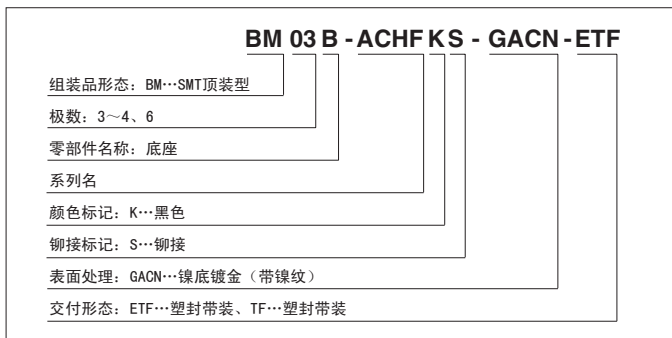 BM 03 B - ACHF K S - GACN - ETF
组装品形态：BM…SMT顶装型
极数：3～4、6
零部件名称：底座
系列名
颜色标记：K…黑色
铆接标记：S…铆接
表面处理：GACN…镍底镀金（带镍纹）
交付形态：ETF…塑封带装、TF…塑封带装